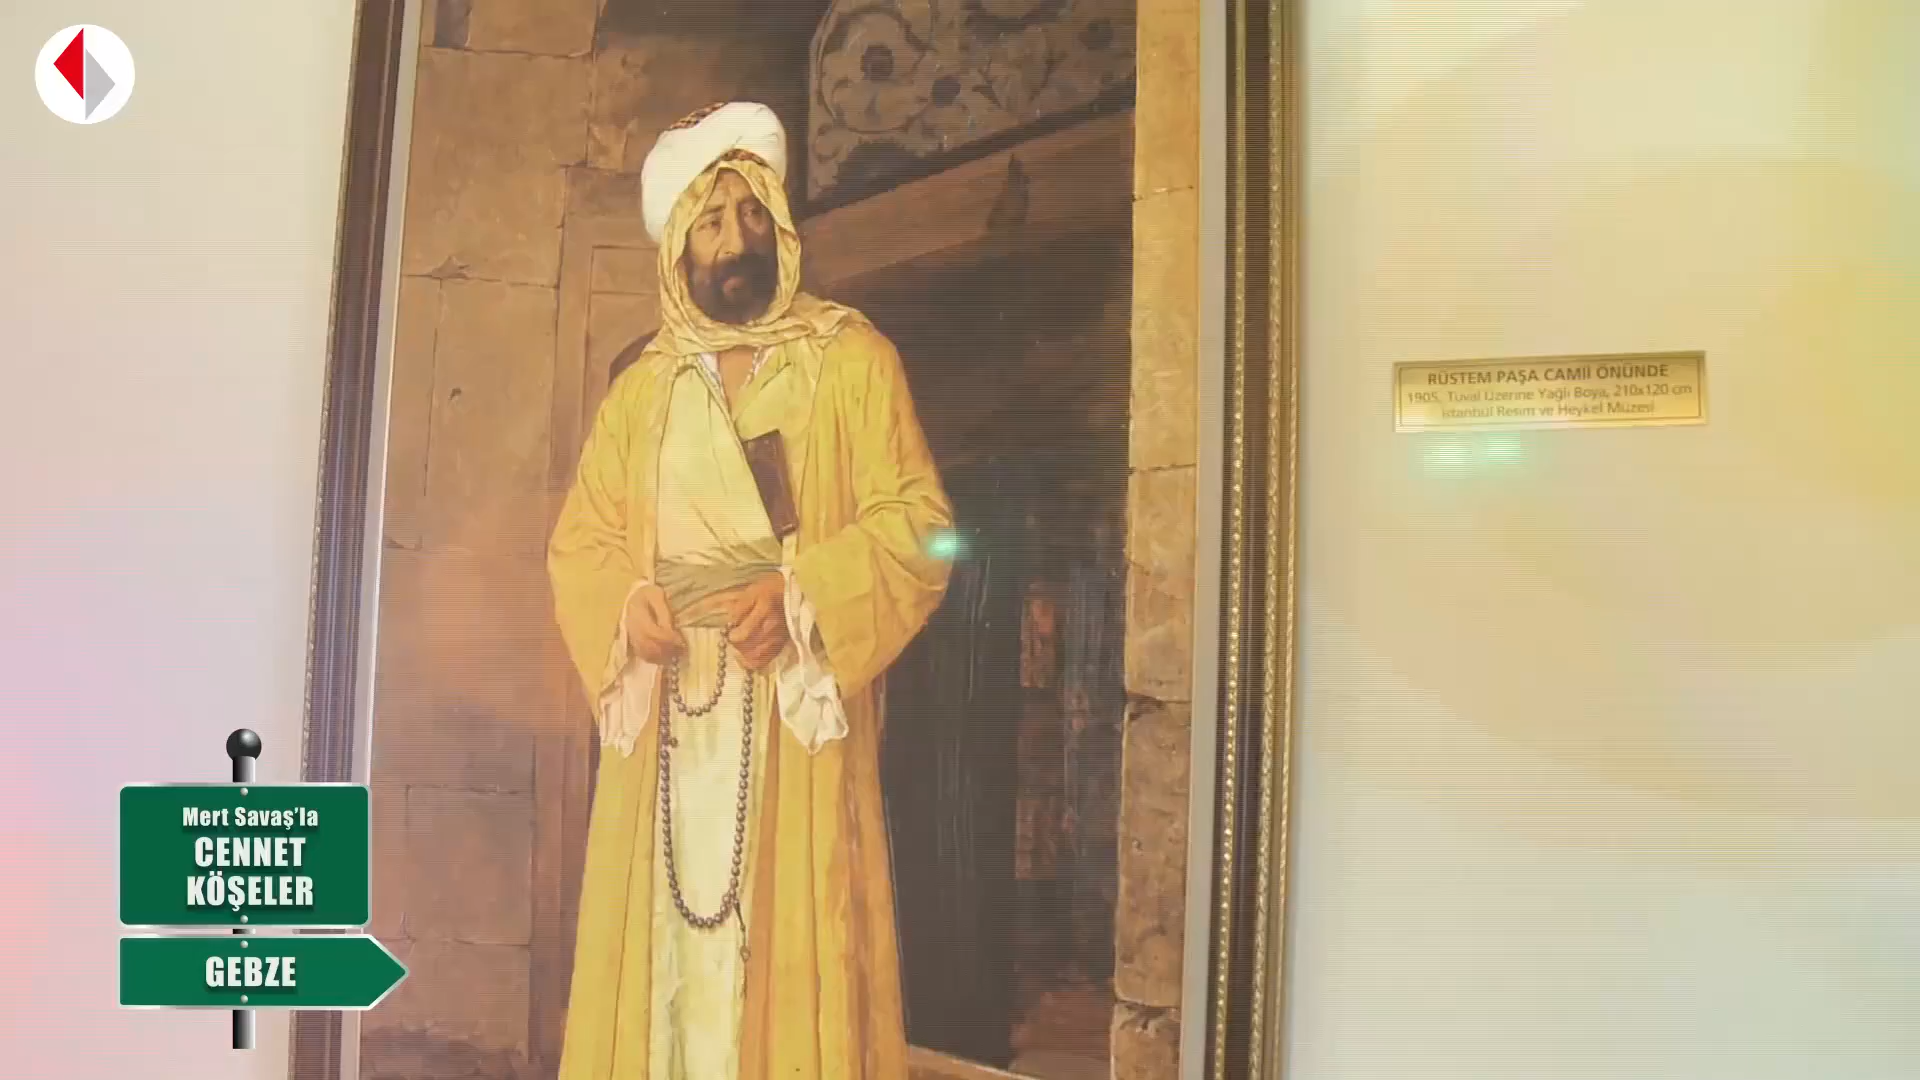 RÜSTEM PAŞA CAMİİ ÖNÜNDE
1905, Tuval Üzerine Yağlı Boya, 210x120 cm
İstanbul Resim ve Heykel Müzesi
Mert Savaş'la
CENNET
KÖŞELER
GEBZE